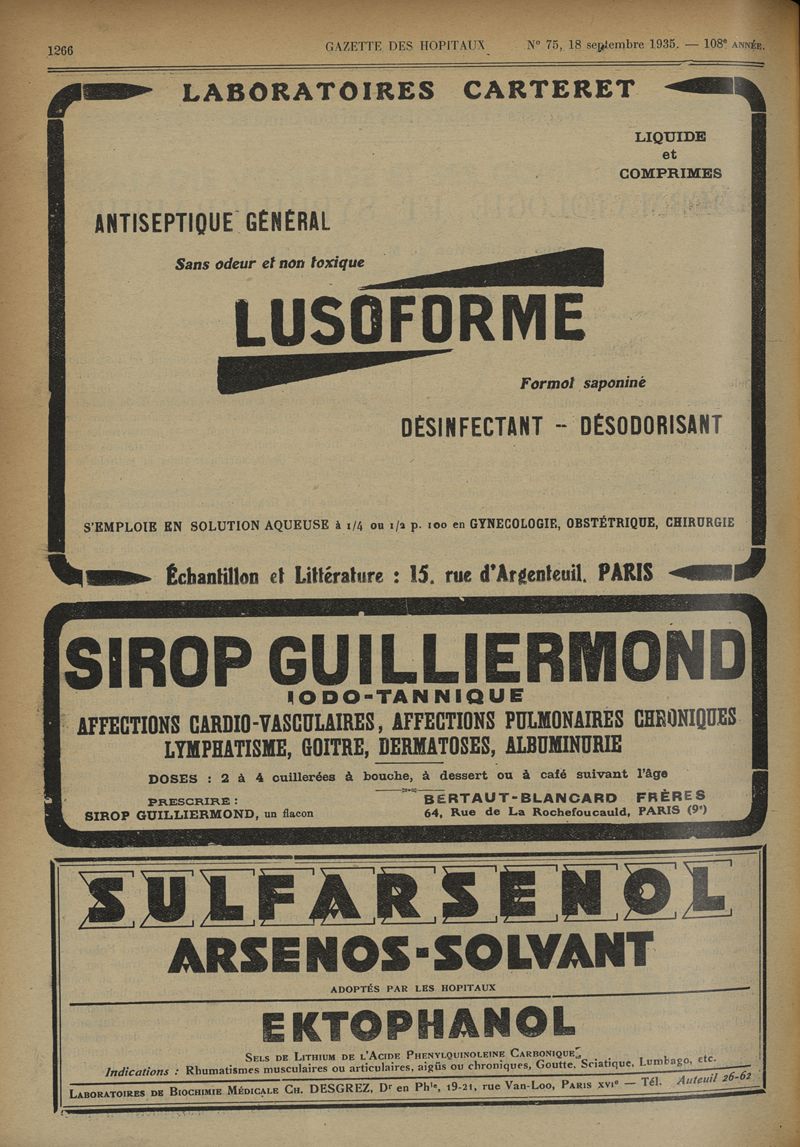 1266 GAZETTE DES HOPITAUX N° 75, 18 septembre 1935. — 108e ANNÉE.
LABORATOIRES CARTERET
LIQUIDE
et
COMPRIMES
ANTISEPTIQUE GÉNÉRAL
Sans odeur et non toxique
LUSOFORME
Formol saponiné
DÉSINFECTANT - DÉSODORISANT
S'EMPLOIE EN SOLUTION AQUEUSE à 1/4 ou 1/2 p. 100 en GYNECOLOGIE, OBSTÉTRIQUE, CHIRURGIE
Échantillon et Littérature : 15, rue d'Argenteuil. PARIS
SIROP GUILLIERMOND
IODO-TANNIQUE
AFFECTIONS CARDIO-VASCULAIRES, AFFECTIONS PULMONAIRES CHRONIQUES
LYMPHATISME, GOITRE, DERMATOSES, ALBUMINURIE
DOSES : 2 à 4 cuillerées à bouche, à dessert ou à café suivant l'âge
PRESCRIRE :
SIROP GUILLIERMOND, un flacon
BERTAUT-BLANCARD FRÈRES
64, Rue de La Rochefoucauld, PARIS (9e)
SULFARSENOL
ARSENOS-SOLVANT
ADOPTÉS PAR LES HOPITAUX
EKTOPHANOL
SELS DE LITHIUM DE L'ACIDE PHENYLQUINOLEINE CARBONIQUE
Indications : Rhumatismes musculaires ou articulaires, aigüs ou chroniques, Goutte, Sciatique, Lumbago, etc.
LABORATOIRES DE BIOCHIMIE MÉDICALE CH. DESGREZ, Dr en Phie, 19-21, rue Van-Loo, PARIS XVIe — Tél. Auteuil 26-62